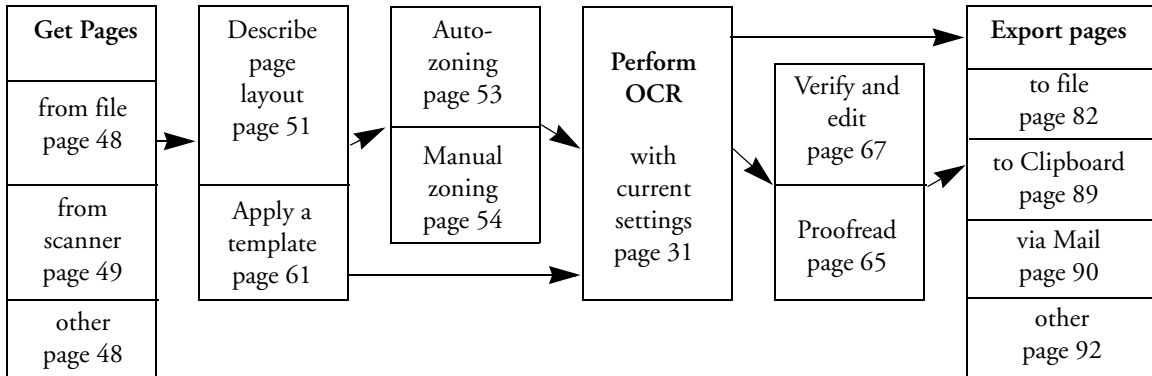 Get Pages
from file
page 48
from
scanner
page 49
other
page 48
Describe
page
layout
page 51
Apply a
template
page 61
Auto-
zoning
page 53
Manual
zoning
page 54
Perform
OCR
with
current
settings
page 31
Verify and
edit
page 67
Proofread
page 65
Export pages
to file
page 82
to Clipboard
page 89
via Mail
page 90
other
page 92